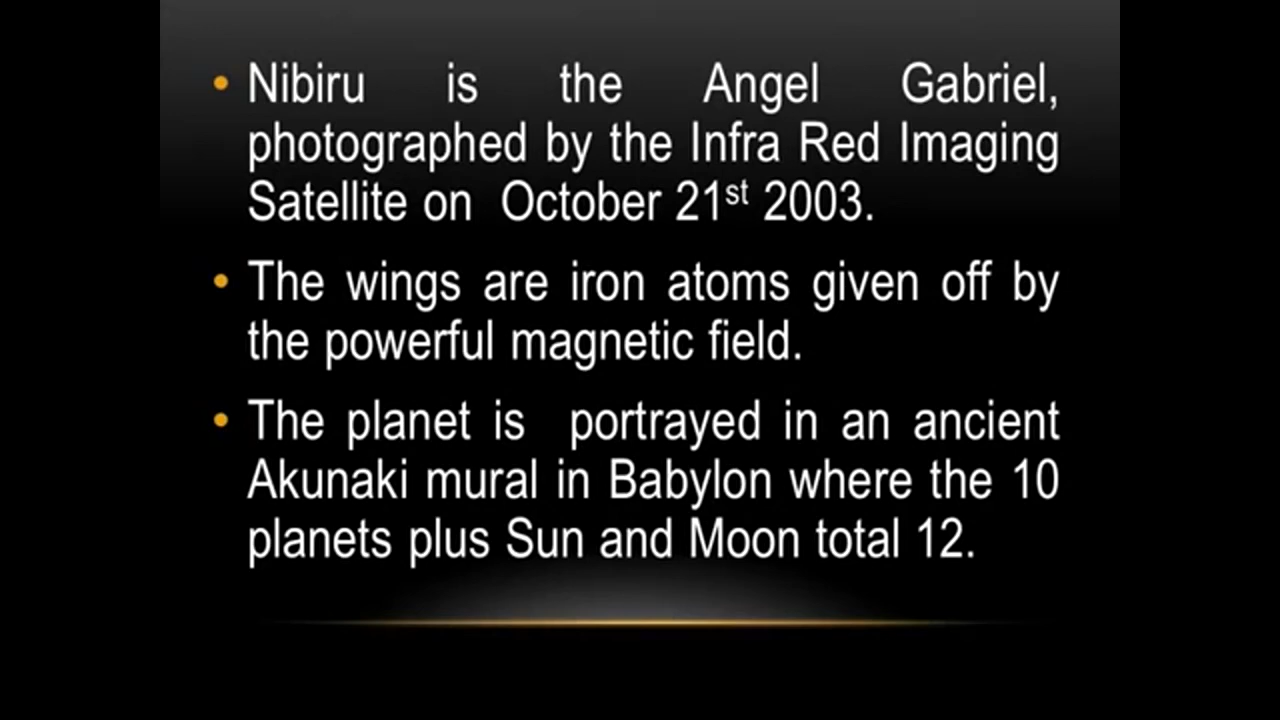 • Nibiru is the Angel Gabriel,
photographed by the Infra Red Imaging
Satellite on October 21st 2003.
• The wings are iron atoms given off by
the powerful magnetic field.
• The planet is portrayed in an ancient
Akunaki mural in Babylon where the 10
planets plus Sun and Moon total 12.